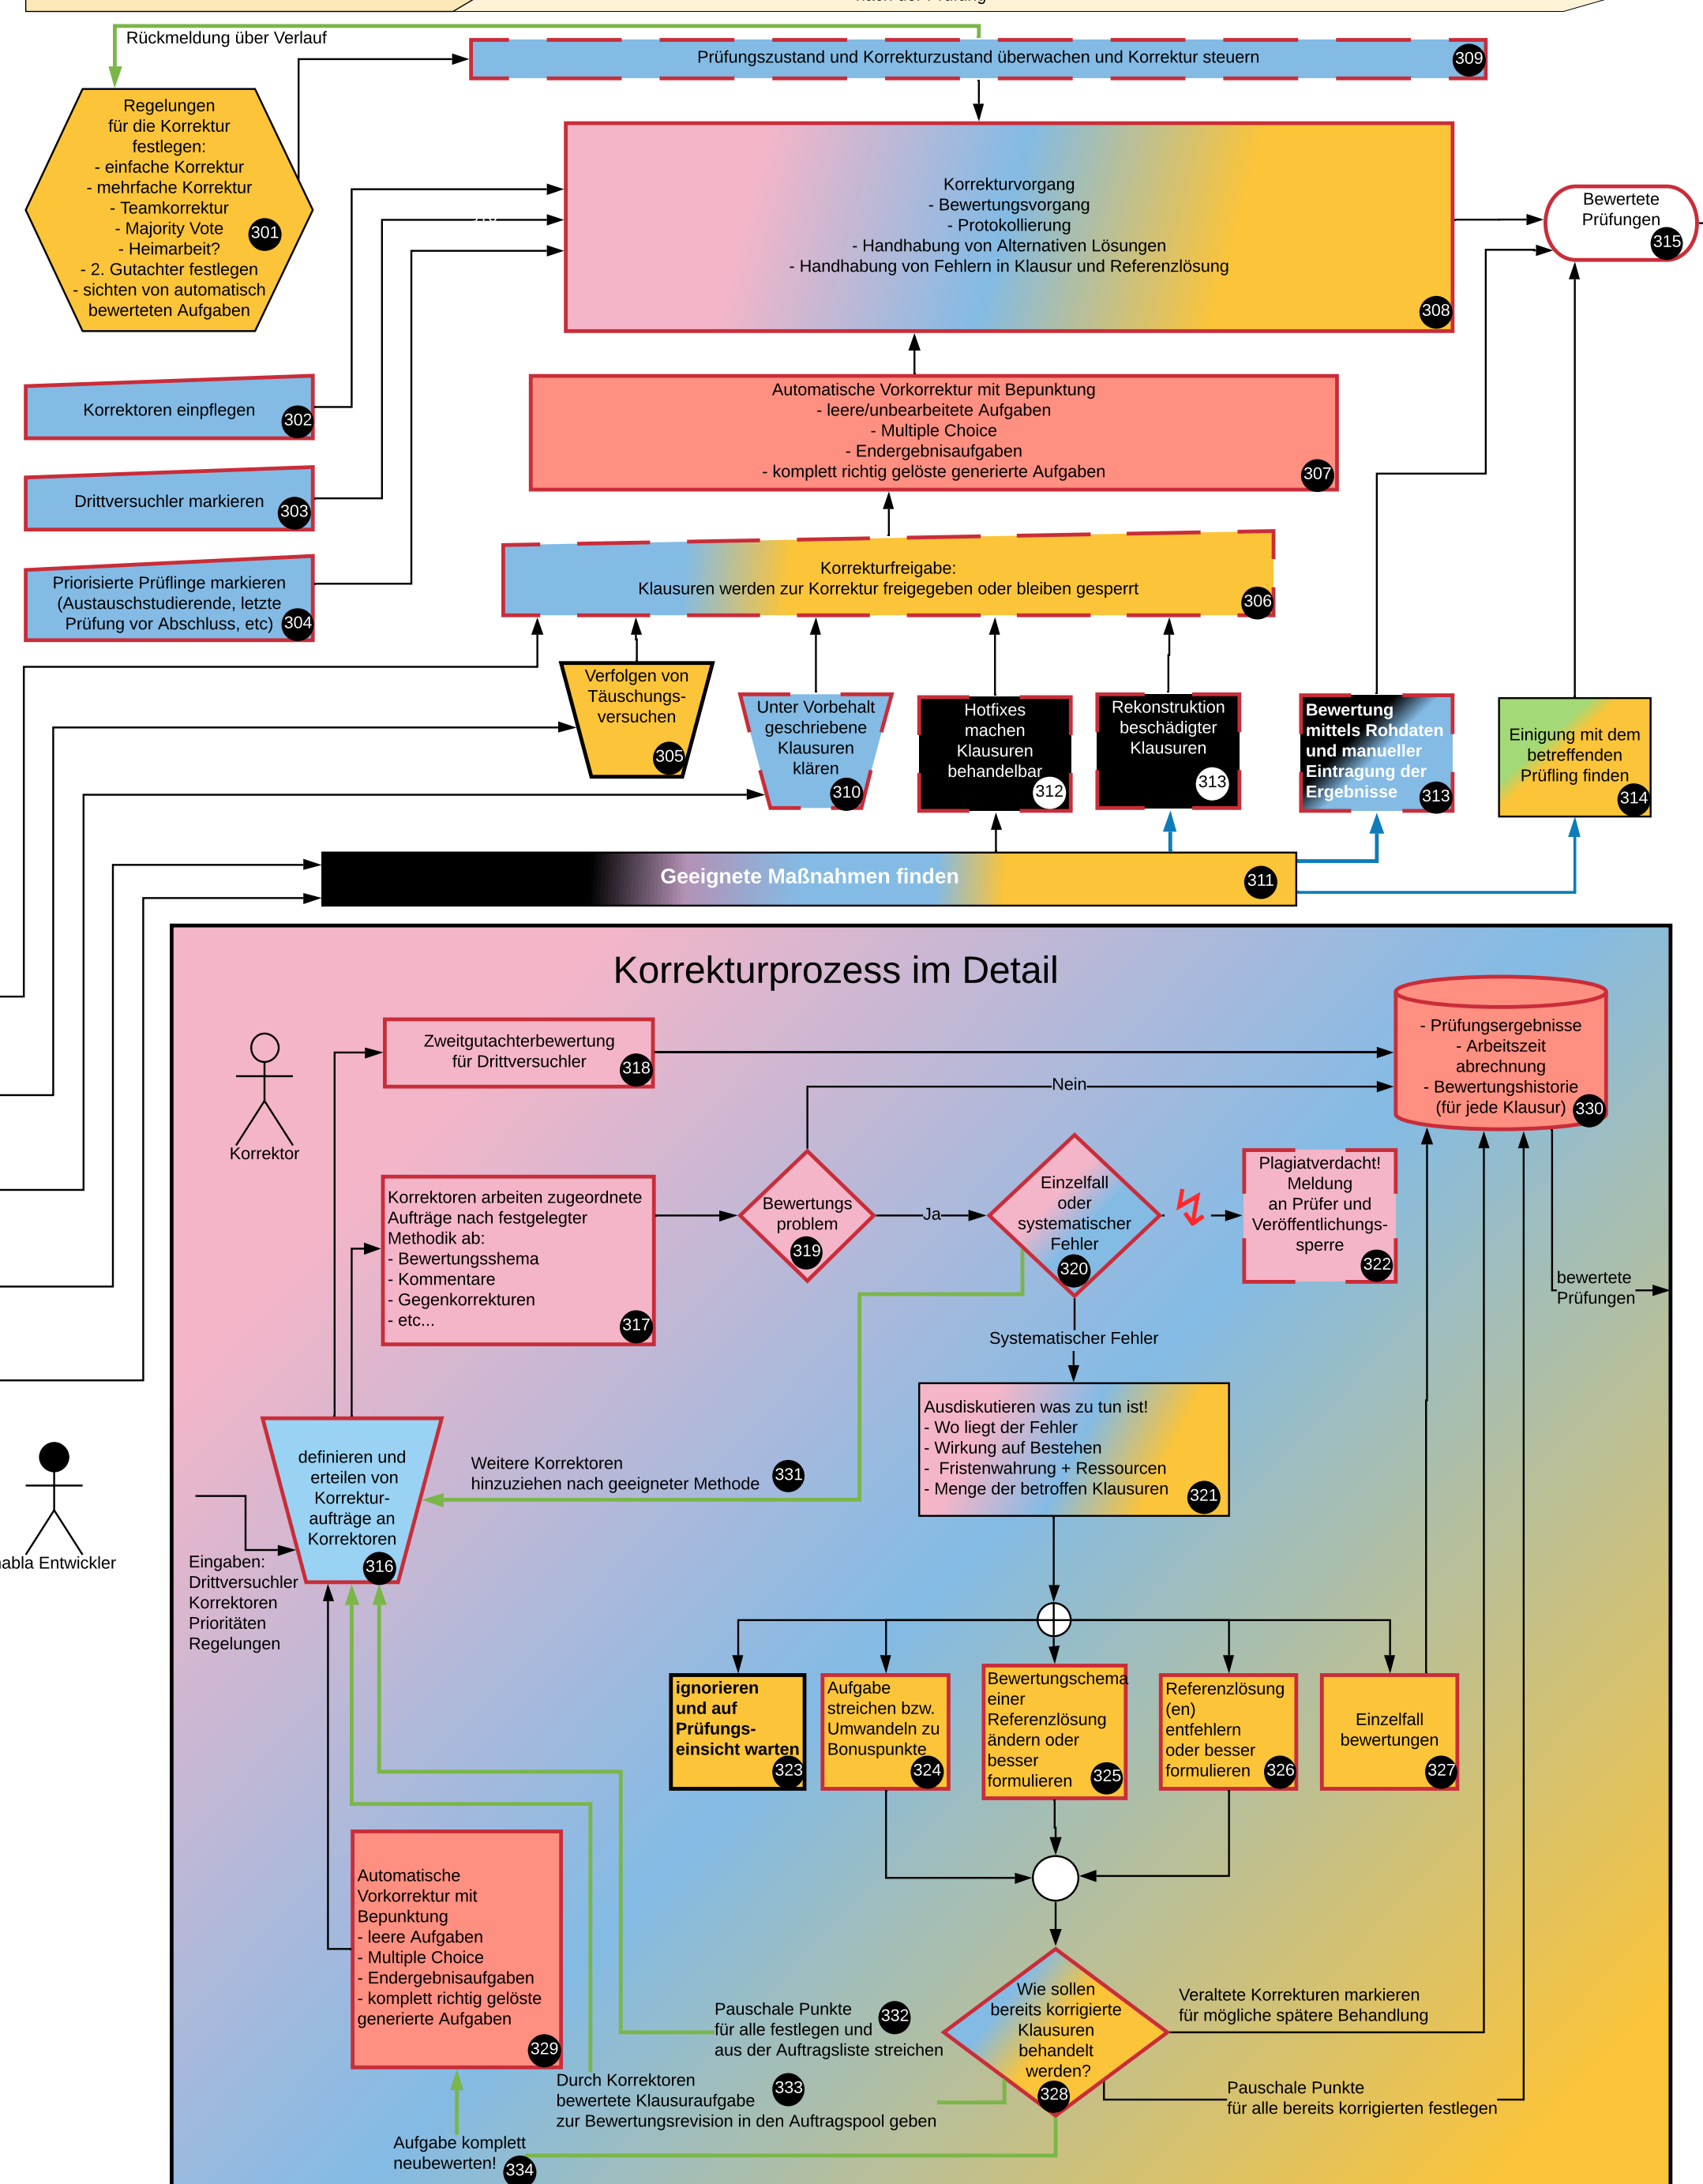 nach der Prüfung
Rückmeldung über Verlauf
Prüfungszustand und Korrekturzustand überwachen und Korrektur steuern
309
Regelungen
für die Korrektur
festlegen:
- einfache Korrektur
- mehrfache Korrektur
- Teamkorrektur
- Majority Vote
- Heimarbeit?
- 2. Gutachter festlegen
- sichten von automatisch
bewerteten Aufgaben
301
Korrekturvorgang
- Bewertungsvorgang
- Protokollierung
- Handhabung von Alternativen Lösungen
- Handhabung von Fehlern in Klausur und Referenzlösung
308
Bewertete
Prüfungen
315
Korrektoren einpflegen
302
Automatische Vorkorrektur mit Bepunktung
- leere/unbearbeitete Aufgaben
- Multiple Choice
- Endergebnisaufgaben
- komplett richtig gelöste generierte Aufgaben
307
Drittversuchler markieren
303
Priorisierte Prüflinge markieren
(Austauschstudierende, letzte
Prüfung vor Abschluss, etc)
304
Korrekturfreigabe:
Klausuren werden zur Korrektur freigegeben oder bleiben gesperrt
306
Verfolgen von
Täuschungs-
versuchen
305
Unter Vorbehalt
geschriebene
Klausuren
klären
310
Hotfixes
machen
Klausuren
behandelbar
312
Rekonstruktion
beschädigter
Klausuren
313
Bewertung
mittels Rohdaten
und manueller
Eintragung der
Ergebnisse
313
Einigung mit dem
betreffenden
Prüfling finden
314
Geeignete Maßnahmen finden
311
Korrekturprozess im Detail
Korrektor
Zweitgutachterbewertung
für Drittversuchler
318
- Prüfungsergebnisse
- Arbeitszeit
abrechnung
- Bewertungshistorie
(für jede Klausur)
330
Nein
Korrektoren arbeiten zugeordnete
Aufträge nach festgelegter
Methodik ab:
- Bewertungsshema
- Kommentare
- Gegenkorrekturen
- etc...
317
Bewertungs
problem
319
Ja
Einzelfall
oder
systematischer
Fehler
320
Plagiatverdacht!
Meldung
an Prüfer und
Veröffentlichungs-
sperre
322
bewertete
Prüfungen
Systematischer Fehler
Ausdiskutieren was zu tun ist!
- Wo liegt der Fehler
- Wirkung auf Bestehen
- Fristenwahrung + Ressourcen
- Menge der betroffen Klausuren
321
Weitere Korrektoren
hinzuziehen nach geeigneter Methode
331
definieren und
erteilen von
Korrektur-
aufträge an
Korrektoren
316
abla Entwickler
Eingaben:
Drittversuchler
Korrektoren
Prioritäten
Regelungen
ignorieren
und auf
Prüfungs-
einsicht warten
323
Aufgabe
streichen bzw.
Umwandeln zu
Bonuspunkte
324
Bewertungschema
einer
Referenzlösung
ändern oder
besser
formulieren
325
Referenzlösung
(en)
entfehlern
oder besser
formulieren
326
Einzelfall
bewertungen
327
Automatische
Vorkorrektur mit
Bepunktung
- leere Aufgaben
- Multiple Choice
- Endergebnisaufgaben
- komplett richtig gelöste
generierte Aufgaben
329
Wie sollen
bereits korrigierte
Klausuren
behandelt
werden?
328
Veraltete Korrekturen markieren
für mögliche spätere Behandlung
Pauschale Punkte
für alle festlegen und
aus der Auftragsliste streichen
332
Durch Korrektoren
bewertete Klausuraufgabe
zur Bewertungsrevision in den Auftragspool geben
333
Pauschale Punkte
für alle bereits korrigierten festlegen
Aufgabe komplett
neubewerten!
334